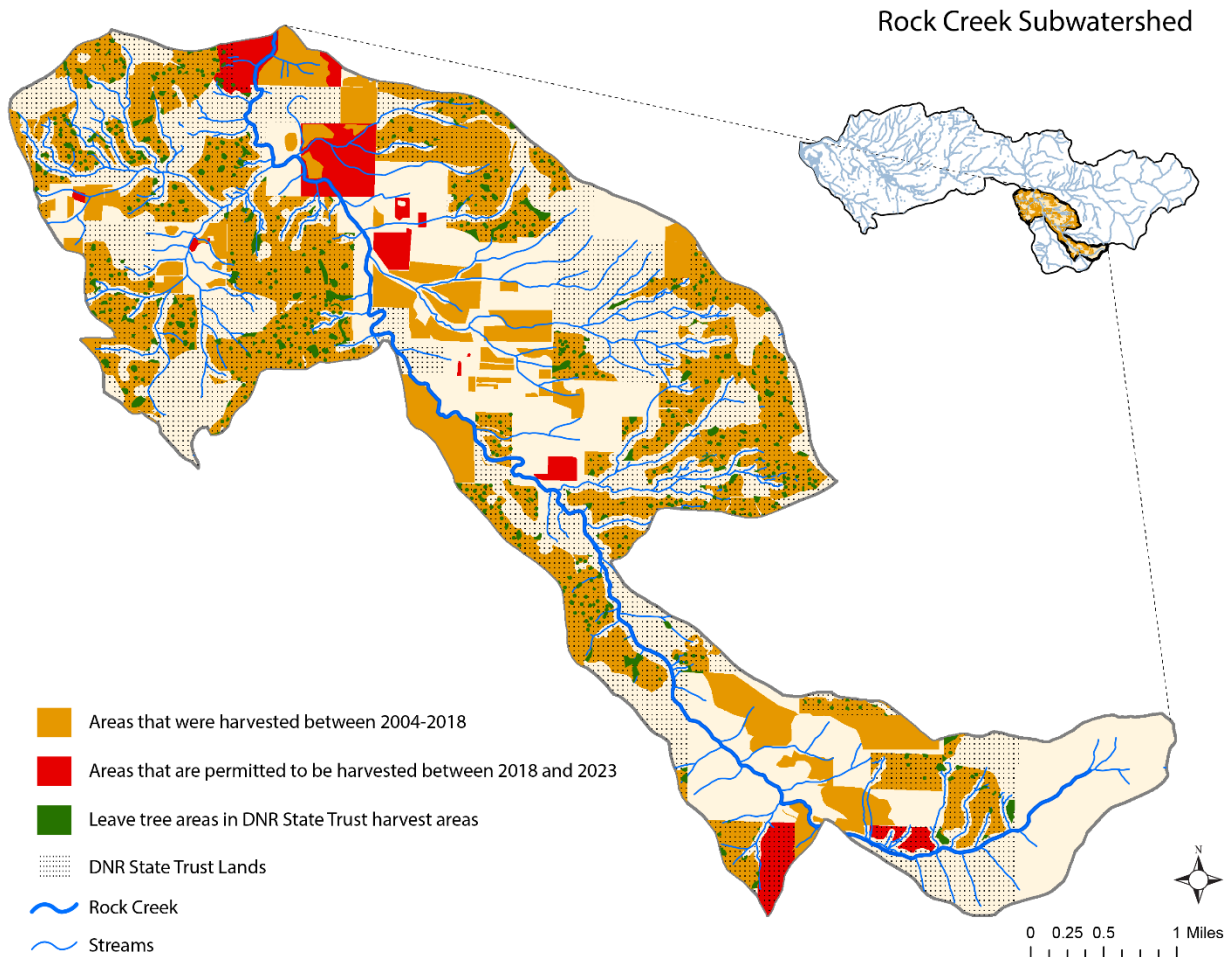 Rock Creek Subwatershed
Areas that were harvested between 2004-2018
Areas that are permitted to be harvested between 2018 and 2023
Leave tree areas in DNR State Trust harvest areas
DNR State Trust Lands
Rock Creek
Streams
N
0 0.25 0.5 1 Miles